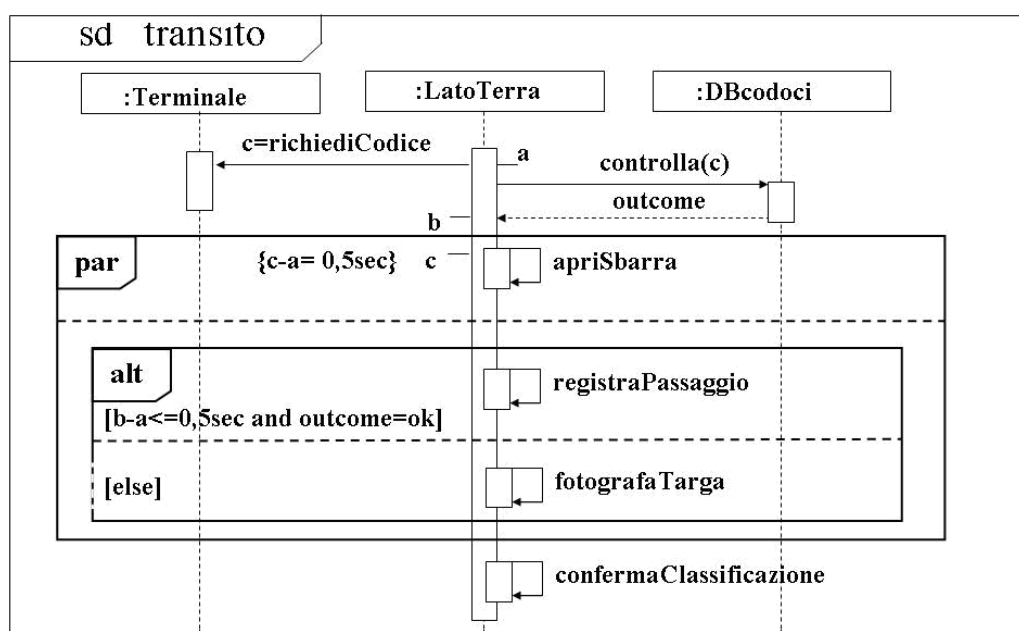 sd transito
:Terminale
:LatoTerra
:DBcodoci
c=richiediCodice
a
controlla(c)
outcome
b
par
{c-a= 0,5sec}
c
apriSbarra
alt
registraPassaggio
[b-a<=0,5sec and outcome=ok]
[else]
fotografaTarga
confermaClassificazione